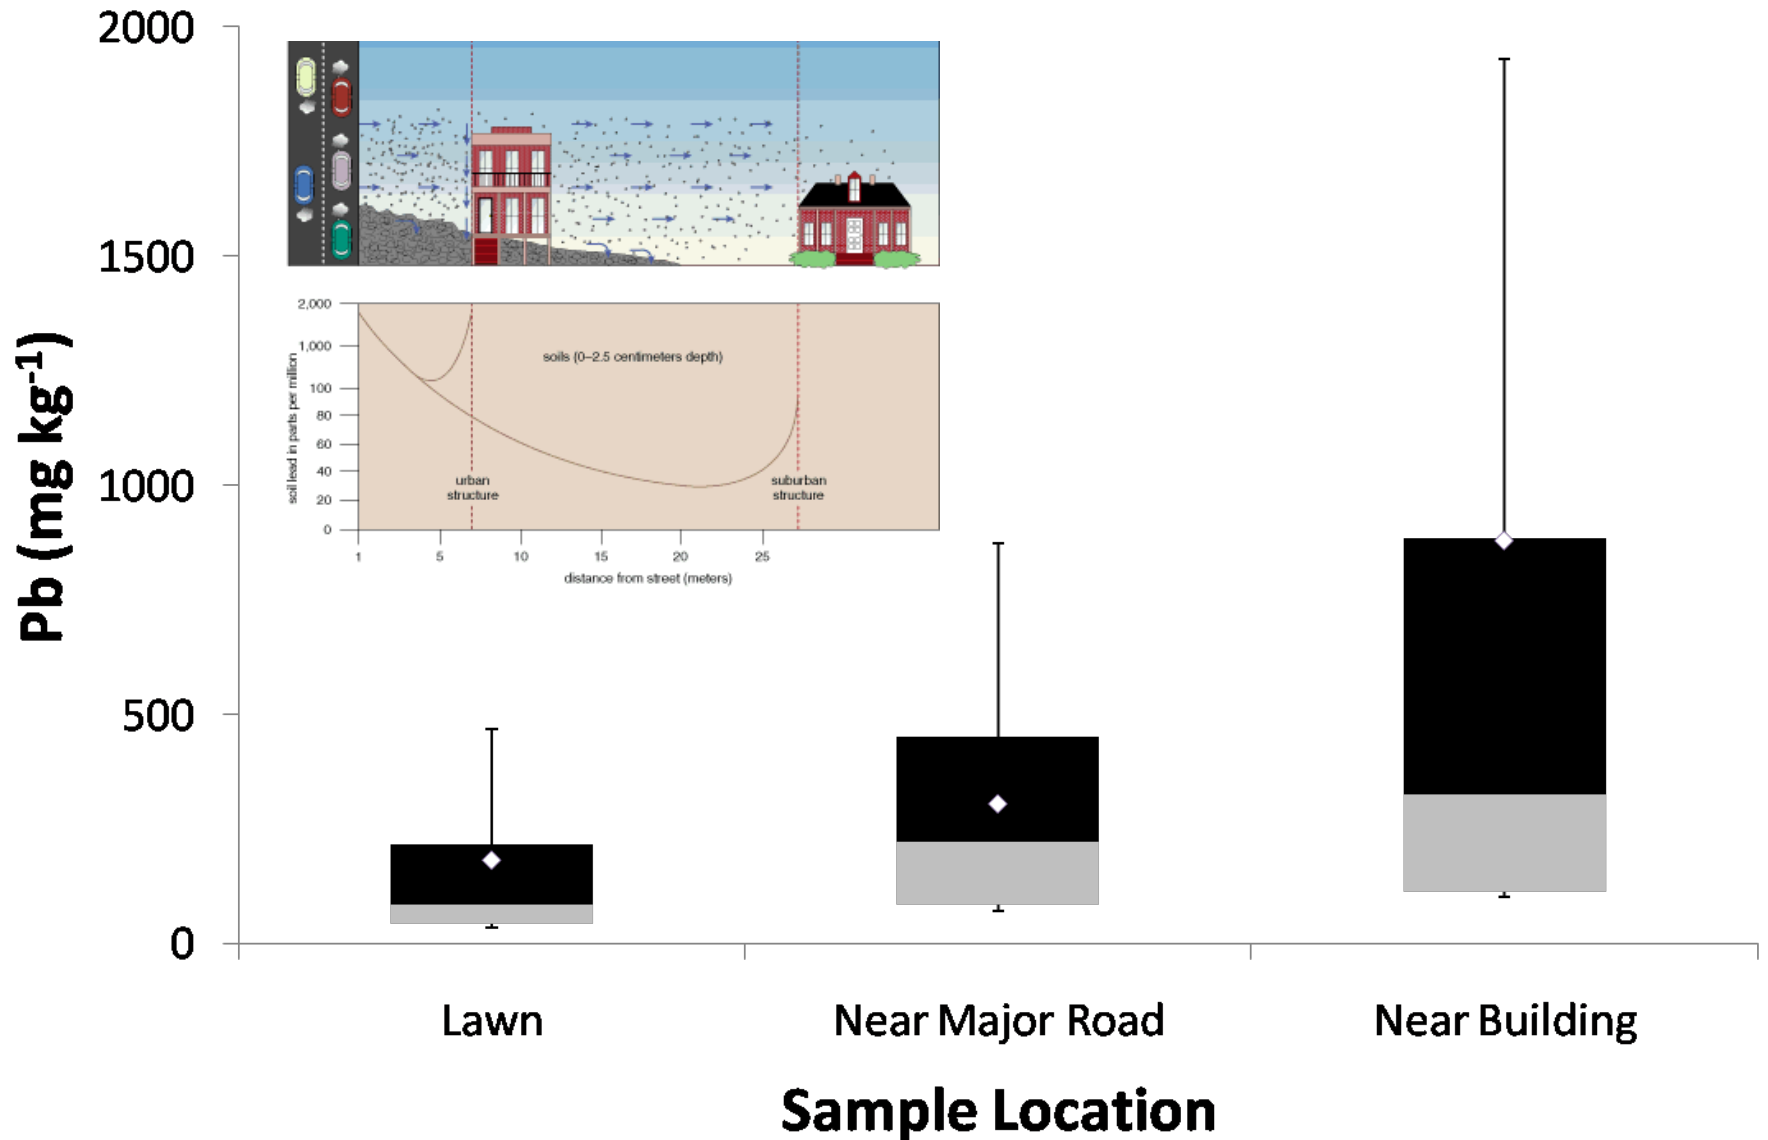 2000
1500
1000
500
0
Pb (mg kg-1)
2,000
1,000
100
80
60
40
20
0
soil lead in parts per million
soils (0–2.5 centimeters depth)
urban
structure
suburban
structure
1 5 10 15 20 25
distance from street (meters)
Lawn Near Major Road Near Building
Sample Location